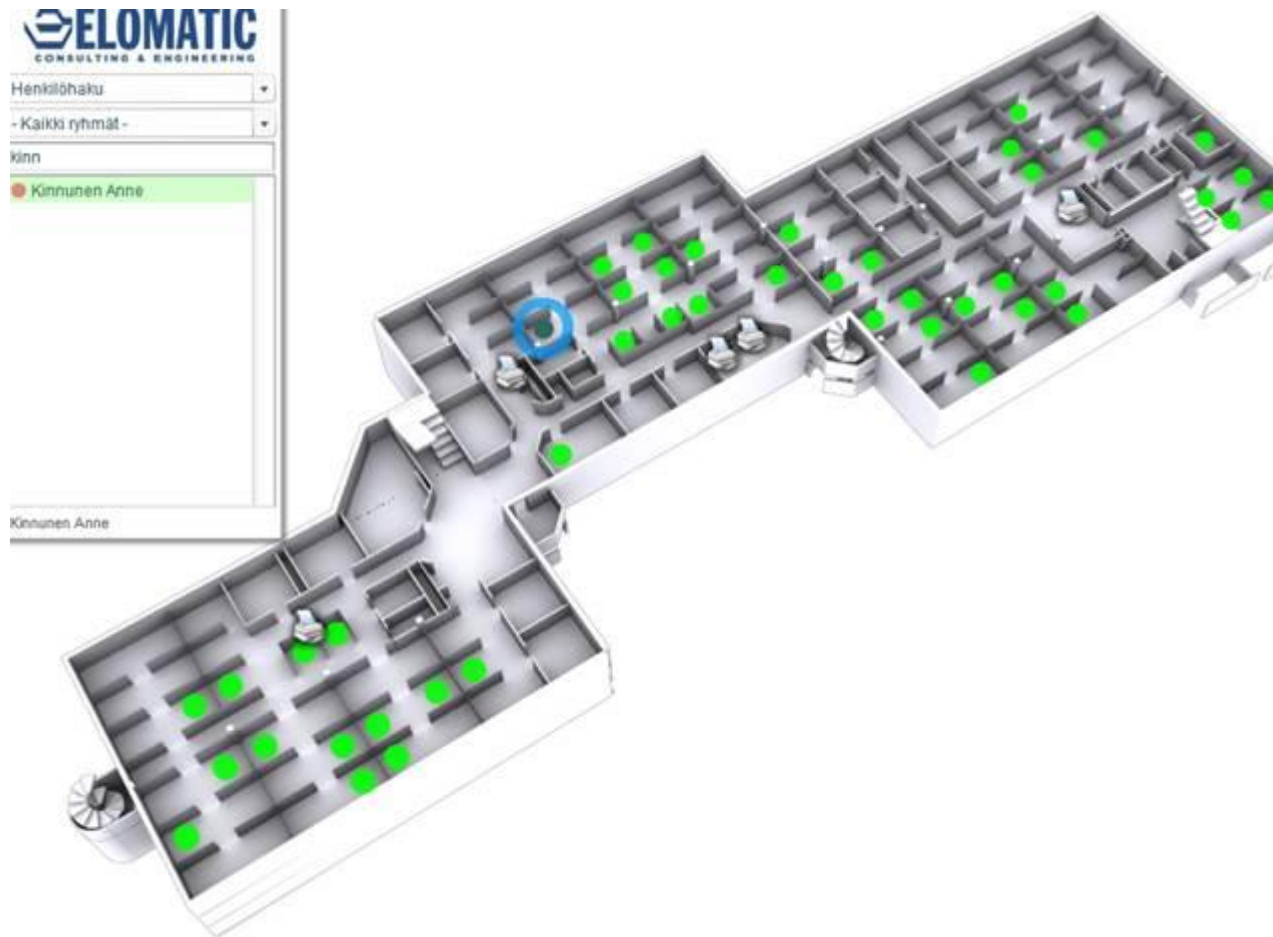 ELOMATIC
CONSULTING & ENGINEERING
Henkilöhaku
- Kaikki ryhmät -
kinn
Kinnunen Anne
Kinnunen Anne